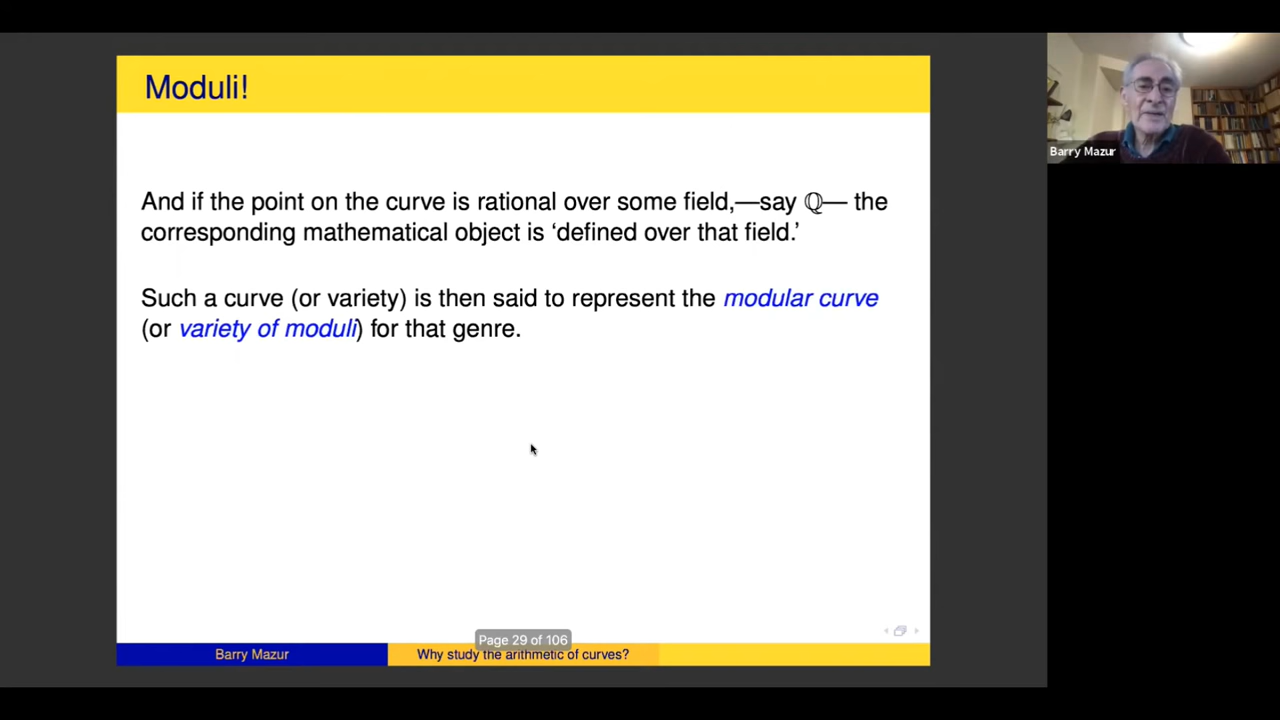 Moduli!
And if the point on the curve is rational over some field,—say ℚ— the
corresponding mathematical object is ‘defined over that field.’
Such a curve (or variety) is then said to represent the modular curve
(or variety of moduli) for that genre.
Page 29 of 106
Barry Mazur
Why study the arithmetic of curves?
Barry Mazur